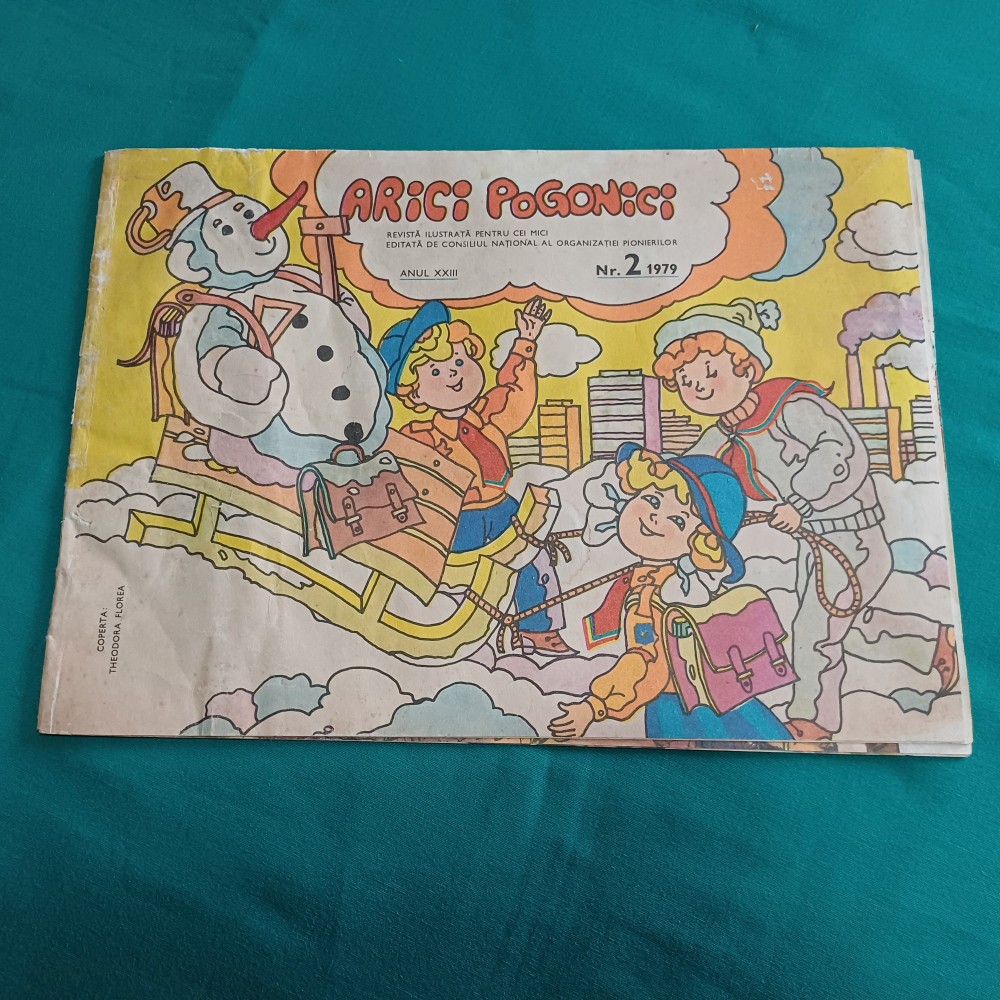 ARICI POGONICI
REVISTĂ ILUSTRATĂ PENTRU CEI MICI
EDITATĂ DE CONSILIUL NAȚIONAL AL ORGANIZAȚIEI PIONIERILOR
ANUL XXIII
Nr. 2 1979
COPERTA:
THEODORA FLOREA